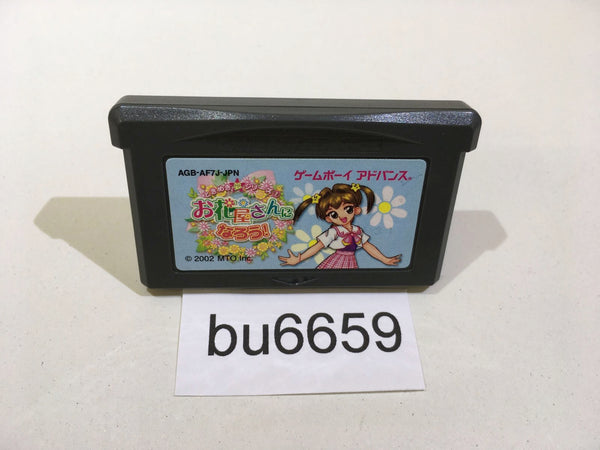 AGB-AF7J-JPN
ゲームボーイ アドバンス
お花屋さんに
なろう!
© 2002 MTO Inc.
bu6659